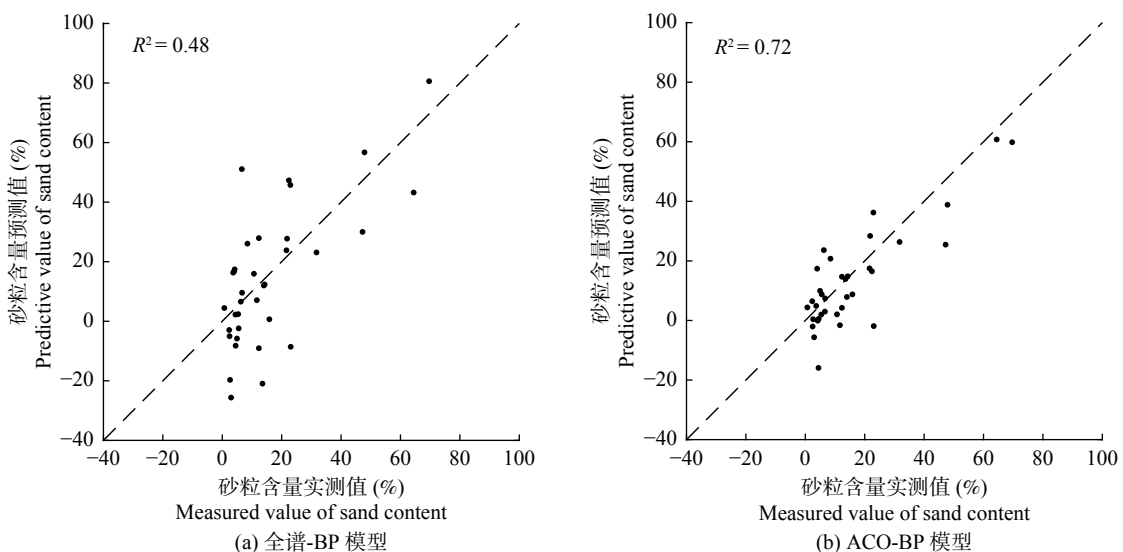 R² = 0.48
100
80
60
40
20
0
−20
−40
砂粒含量预测值 (%)
Predictive value of sand content
−40 −20 0 20 40 60 80 100
砂粒含量实测值 (%)
Measured value of sand content
(a) 全谱-BP 模型
R² = 0.72
100
80
60
40
20
0
−20
−40
砂粒含量预测值 (%)
Predictive value of sand content
−40 −20 0 20 40 60 80 100
砂粒含量实测值 (%)
Measured value of sand content
(b) ACO-BP 模型